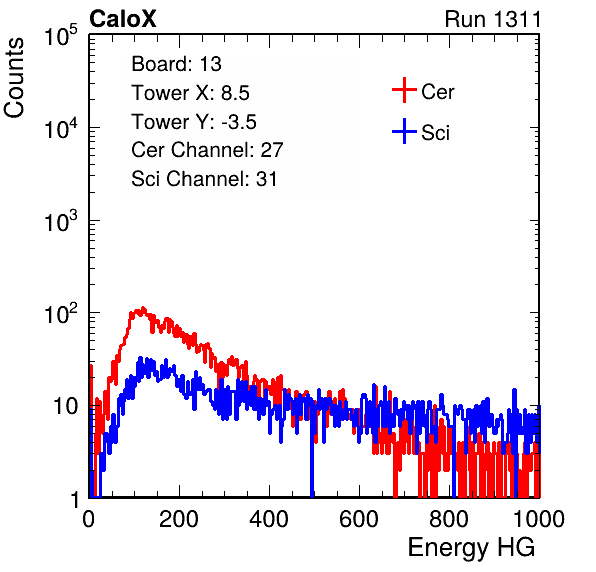 CaloX Run 1311
Counts
10^5
10^4
10^3
10^2
10
1
Board: 13
Tower X: 8.5
Tower Y: -3.5
Cer Channel: 27
Sci Channel: 31
Cer
Sci
0 200 400 600 800 1000
Energy HG